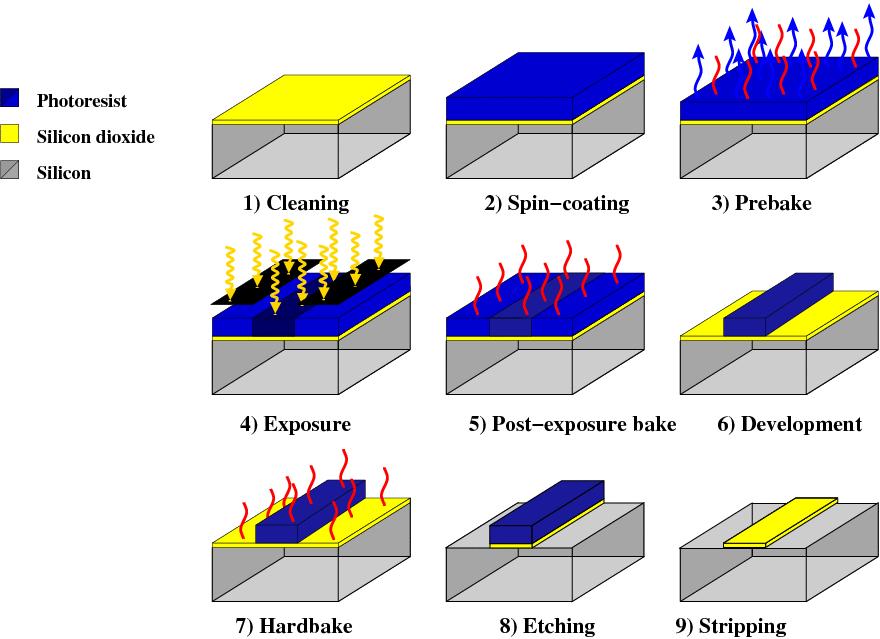 Photoresist
Silicon dioxide
Silicon
1) Cleaning
2) Spin−coating
3) Prebake
4) Exposure
5) Post−exposure bake
6) Development
7) Hardbake
8) Etching
9) Stripping